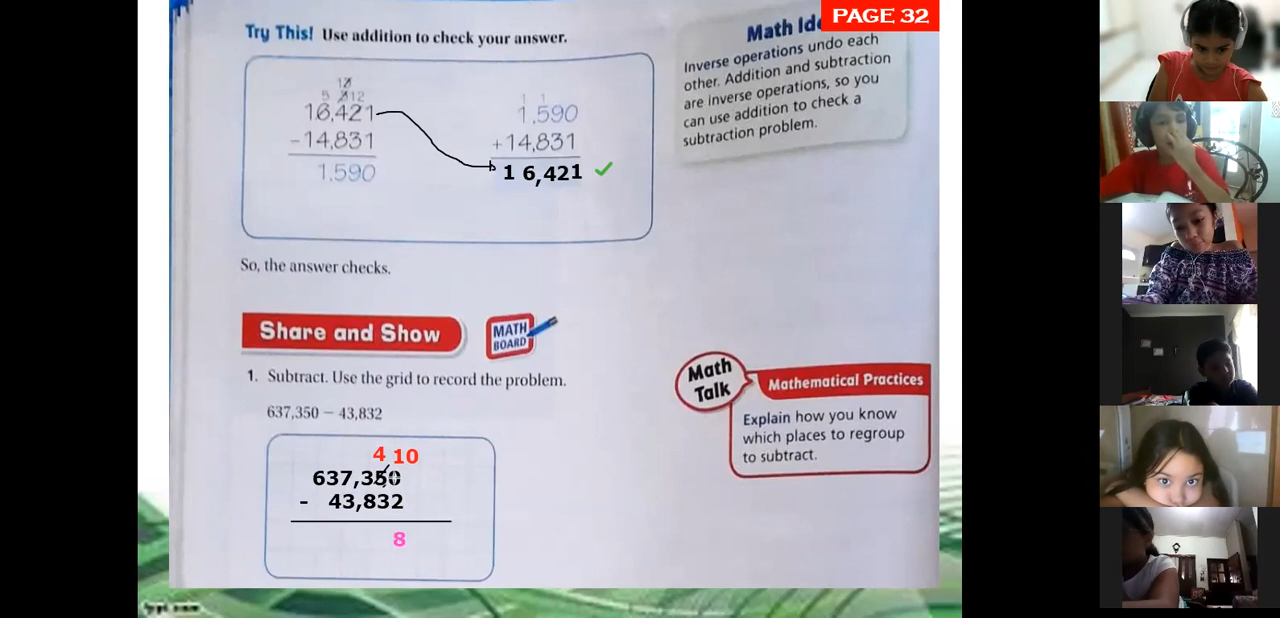 PAGE 32
Try This! Use addition to check your answer.
5 12
16,421
-14,831
1,590
1 1
1,590
+14,831
1 6,421
Math Ide
Inverse operations undo each
other. Addition and subtraction
are inverse operations, so you
can use addition to check a
subtraction problem.
So, the answer checks.
Share and Show
MATH
BOARD
1. Subtract. Use the grid to record the problem.
637,350 − 43,832
4 10
637,350
- 43,832
8
Math
Talk
Mathematical Practices
Explain how you know
which places to regroup
to subtract.